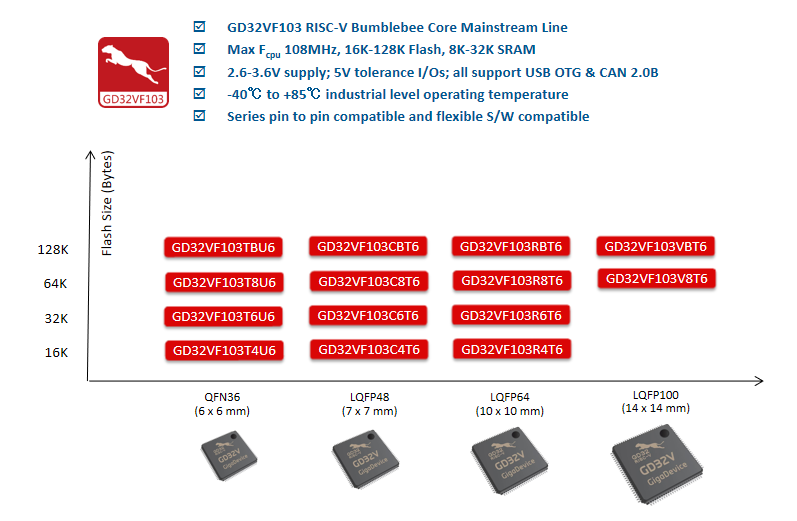 GD32VF103 RISC-V Bumblebee Core Mainstream Line
Max Fcpu 108MHz, 16K-128K Flash, 8K-32K SRAM
2.6-3.6V supply; 5V tolerance I/Os; all support USB OTG & CAN 2.0B
-40℃ to +85℃ industrial level operating temperature
Series pin to pin compatible and flexible S/W compatible
GD32VF103
Flash Size (Bytes)
128K GD32VF103TBU6 GD32VF103CBT6 GD32VF103RBT6 GD32VF103VBT6
64K GD32VF103T8U6 GD32VF103C8T6 GD32VF103R8T6 GD32VF103V8T6
32K GD32VF103T6U6 GD32VF103C6T6 GD32VF103R6T6
16K GD32VF103T4U6 GD32VF103C4T6 GD32VF103R4T6
QFN36 LQFP48 LQFP64 LQFP100
(6 x 6 mm) (7 x 7 mm) (10 x 10 mm) (14 x 14 mm)
GD32V
GigaDevice
GD32V
GigaDevice
GD32V
GigaDevice
RISC-V
GD32V
GigaDevice